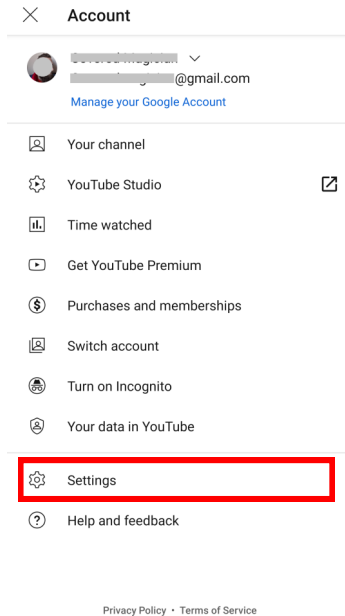 Account
@gmail.com
Manage your Google Account
Your channel
YouTube Studio
Time watched
Get YouTube Premium
Purchases and memberships
Switch account
Turn on Incognito
Your data in YouTube
Settings
Help and feedback
Privacy Policy • Terms of Service